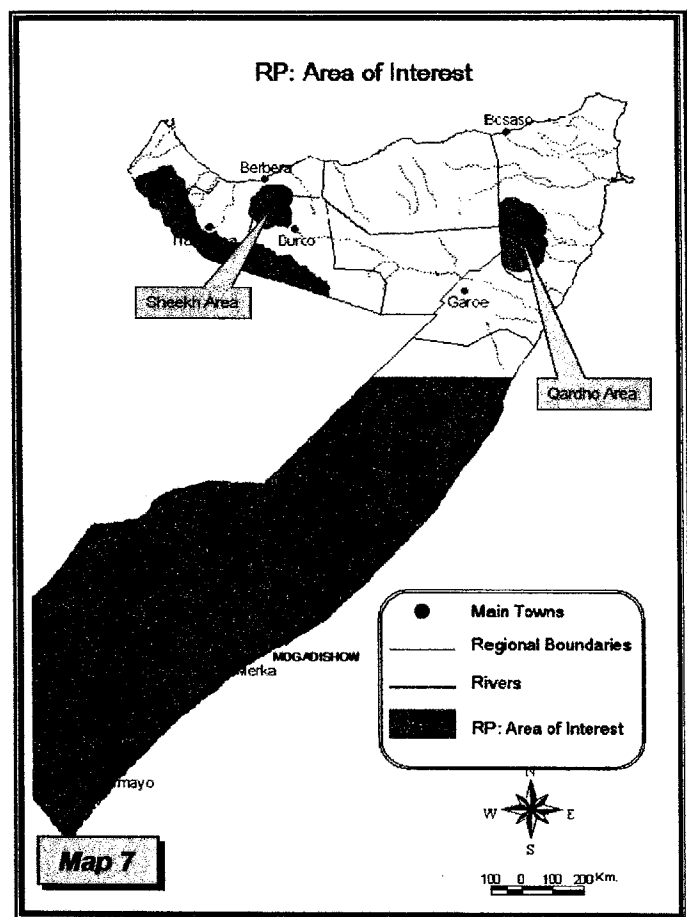 RP: Area of Interest
Bosaso
Berbera
Burco
Sheekh Area
Garoe
Qardho Area
Main Towns
MOGADISHOW
Regional Boundaries
Merka
Rivers
RP: Area of Interest
mayo
N
W E
S
Map 7
100 0 100 200 Km.